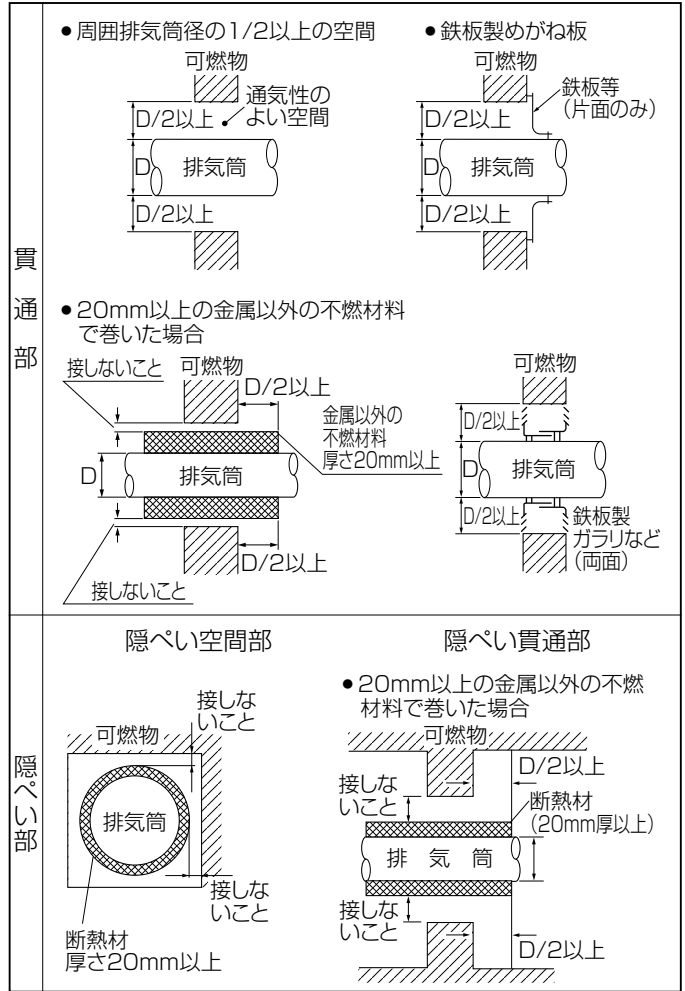 貫通部
●周囲排気筒径の1/2以上の空間
可燃物
通気性の
よい空間
D/2以上
D
排気筒
D/2以上
●鉄板製めがね板
可燃物
鉄板等
(片面のみ)
D/2以上
D
排気筒
D/2以上
●20mm以上の金属以外の不燃材料
で巻いた場合
接しないこと
可燃物
D/2以上
金属以外の
不燃材料
厚さ20mm以上
D
排気筒
D/2以上
接しないこと
可燃物
D/2以上
D
排気筒
D/2以上
鉄板製
ガラリなど
(両面)
隠ぺい部
隠ぺい空間部
接しな
いこと
可燃物
排気筒
接しな
いこと
断熱材
厚さ20mm以上
隠ぺい貫通部
●20mm以上の金属以外の不燃
材料で巻いた場合
可燃物
D/2以上
接しな
いこと
断熱材
(20mm厚以上)
排気筒
接しな
いこと
D/2以上